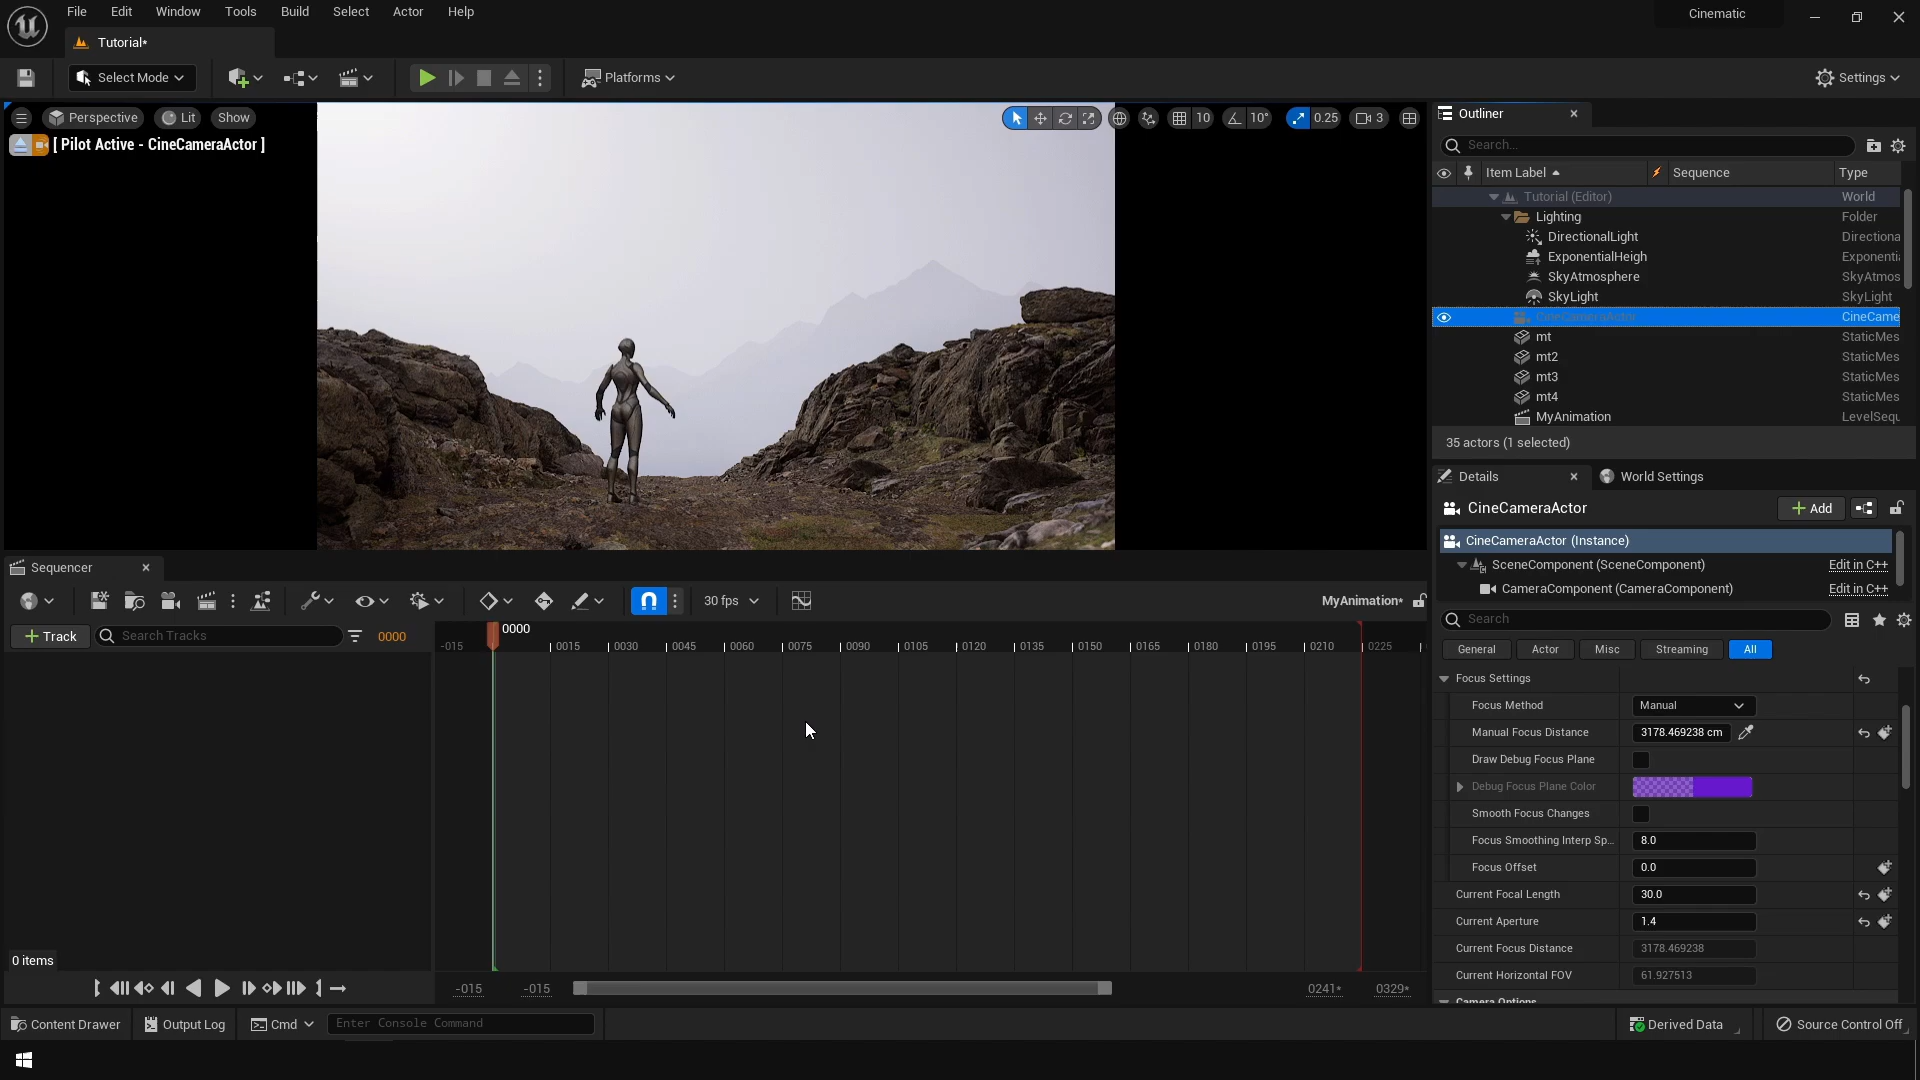 File Edit Window Tools Build Select Actor Help
Cinematic
Tutorial*
Select Mode
Platforms
Settings
Perspective Lit Show
10 10° 0.25 3
[ Pilot Active - CineCameraActor ]
Outliner
Search...
Item Label Sequence Type
Tutorial (Editor) World
Lighting Folder
DirectionalLight Directiona
ExponentialHeigh Exponentia
SkyAtmosphere SkyAtmos
SkyLight SkyLight
CineCameraActor CineCame
mt StaticMes
mt2 StaticMes
mt3 StaticMes
mt4 StaticMes
MyAnimation LevelSequ
35 actors (1 selected)
Details World Settings
CineCameraActor Add
CineCameraActor (Instance)
SceneComponent (SceneComponent) Edit in C++
CameraComponent (CameraComponent) Edit in C++
Search
General Actor Misc Streaming All
Focus Settings
Focus Method Manual
Manual Focus Distance 3178.469238 cm
Draw Debug Focus Plane
Debug Focus Plane Color
Smooth Focus Changes
Focus Smoothing Interp Sp... 8.0
Focus Offset 0.0
Current Focal Length 30.0
Current Aperture 1.4
Current Focus Distance 3178.469238
Current Horizontal FOV 61.927513
Camera Options
Sequencer
30 fps
MyAnimation*
Track Search Tracks 0000
0000
-015 0015 0030 0045 0060 0075 0090 0105 0120 0135 0150 0165 0180 0195 0210 0225
0 items
-015 -015 0241* 0329*
Content Drawer Output Log Cmd Enter Console Command
Derived Data Source Control Off